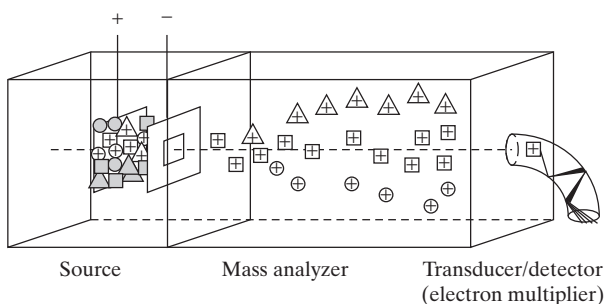 + −
Source Mass analyzer Transducer/detector
(electron multiplier)